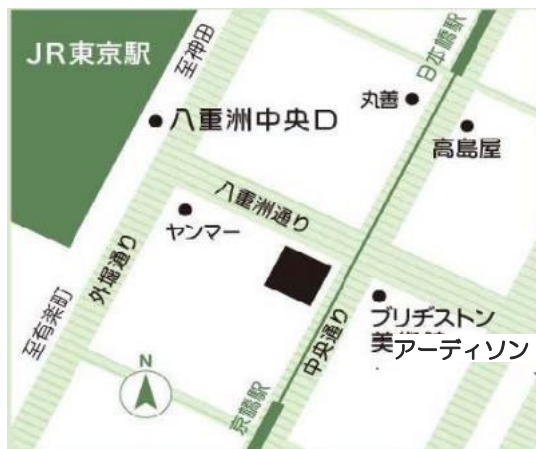 JR東京駅
至神田
日本橋駅
丸善
八重洲中央口
高島屋
八重洲通り
ヤンマー
外堀通り
至有楽町
中央通り
ブリヂストン
美
アーディソン
N
京橋駅